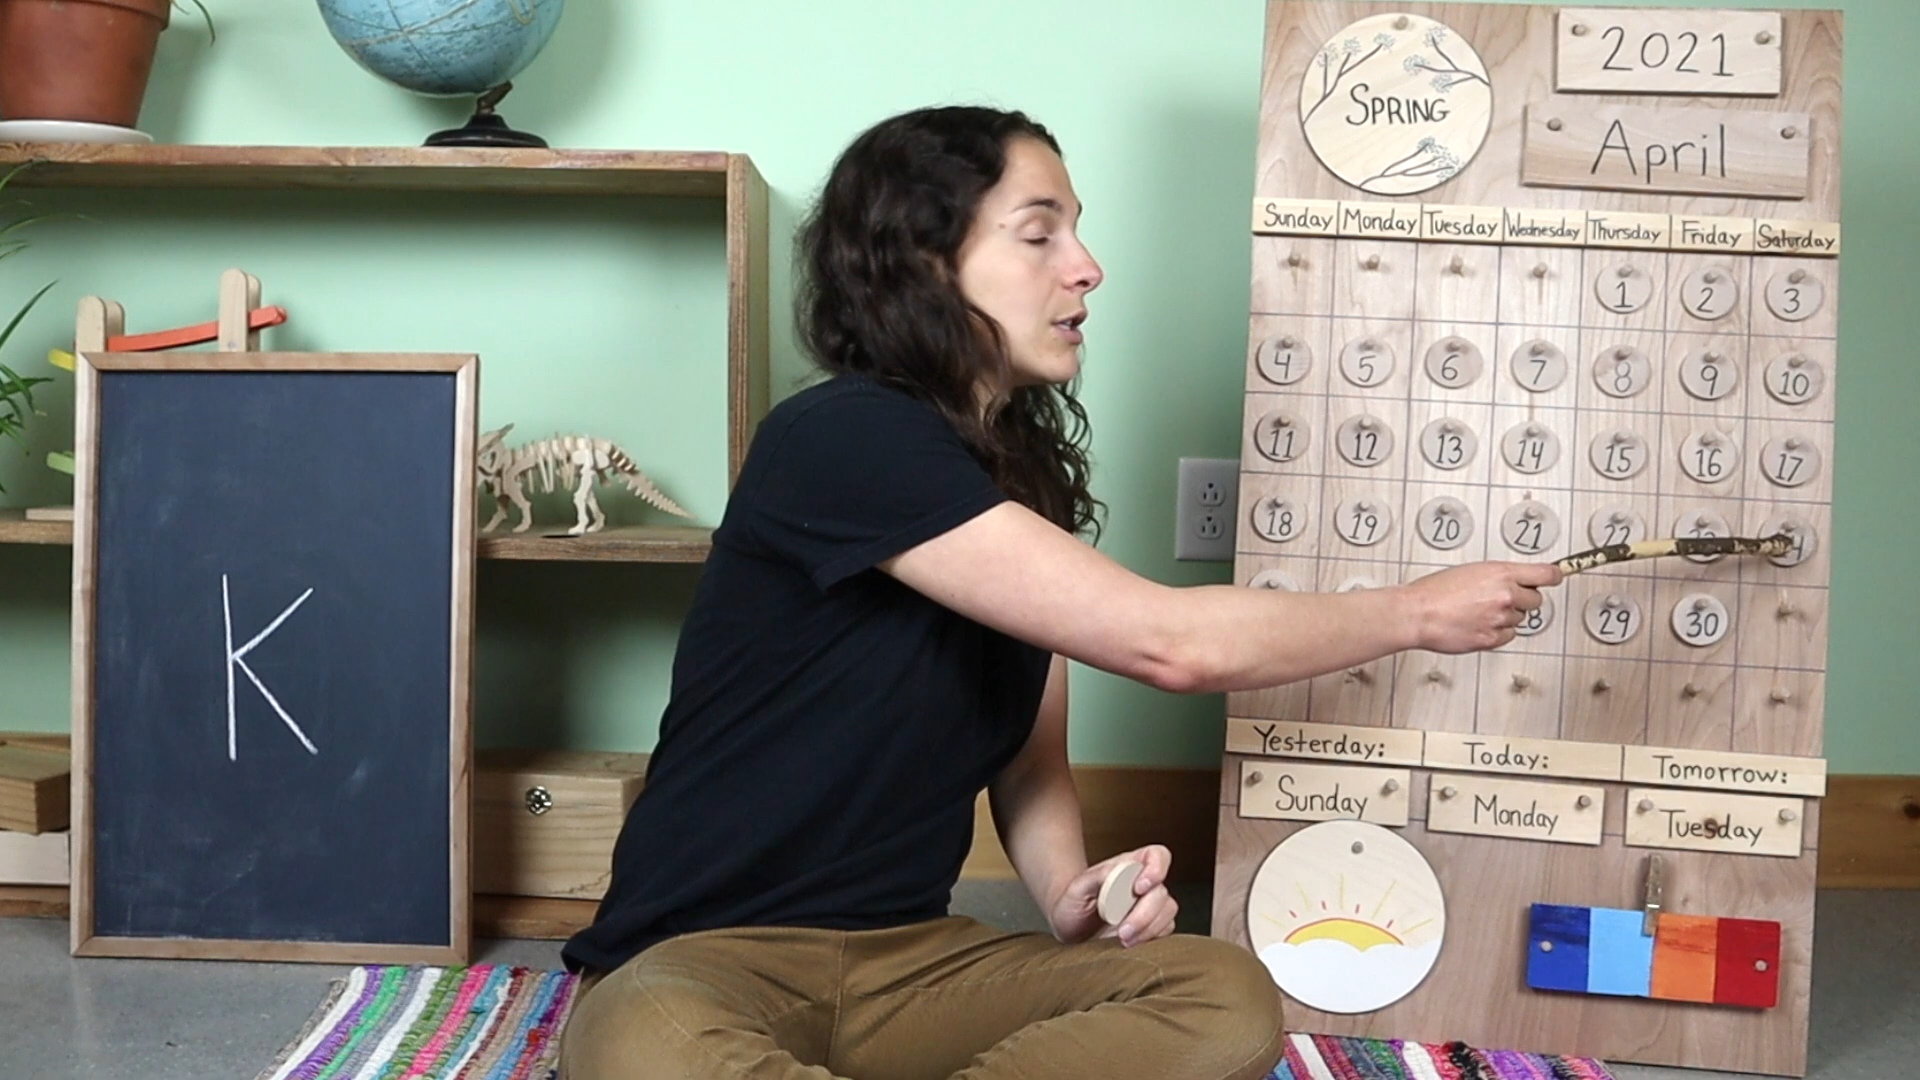 K
SPRING
2021
April
Sunday Monday Tuesday Wednesday Thursday Friday Saturday
1 2 3
4 5 6 7 8 9 10
11 12 13 14 15 16 17
18 19 20 21 22
28 29 30
Yesterday: Today: Tomorrow:
Sunday Monday Tuesday